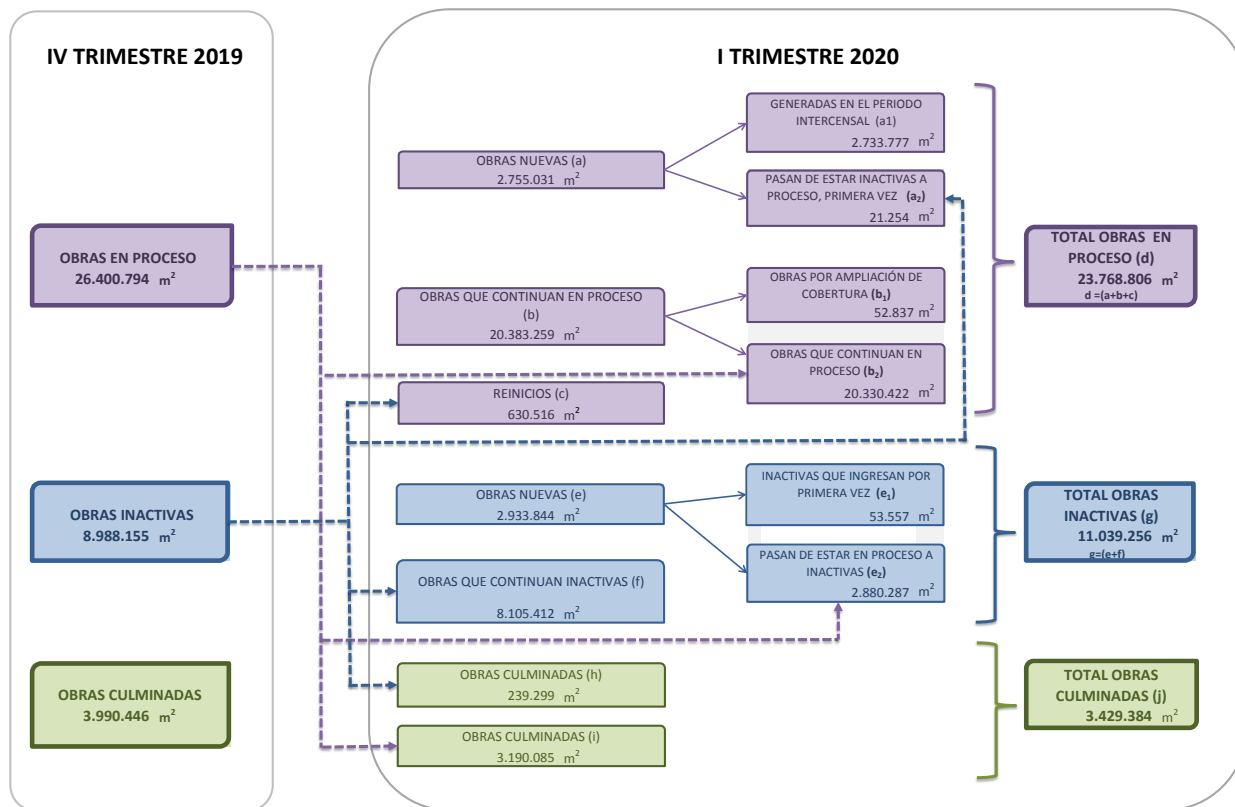 IV TRIMESTRE 2019
OBRAS EN PROCESO
26.400.794 m²
OBRAS INACTIVAS
8.988.155 m²
OBRAS CULMINADAS
3.990.446 m²
I TRIMESTRE 2020
OBRAS NUEVAS (a)
2.755.031 m²
GENERADAS EN EL PERIODO
INTERCENSAL (a1)
2.733.777 m²
PASAN DE ESTAR INACTIVAS A
PROCESO, PRIMERA VEZ (a₂)
21.254 m²
OBRAS QUE CONTINUAN EN PROCESO
(b)
20.383.259 m²
OBRAS POR AMPLIACIÓN DE
COBERTURA (b₁)
52.837 m²
OBRAS QUE CONTINUAN EN
PROCESO (b₂)
20.330.422 m²
REINICIOS (c)
630.516 m²
TOTAL OBRAS EN
PROCESO (d)
23.768.806 m²
d =(a+b+c)
OBRAS NUEVAS (e)
2.933.844 m²
INACTIVAS QUE INGRESAN POR
PRIMERA VEZ (e₁)
53.557 m²
PASAN DE ESTAR EN PROCESO A
INACTIVAS (e₂)
2.880.287 m²
OBRAS QUE CONTINUAN INACTIVAS (f)
8.105.412 m²
TOTAL OBRAS
INACTIVAS (g)
11.039.256 m²
g=(e+f)
OBRAS CULMINADAS (h)
239.299 m²
OBRAS CULMINADAS (i)
3.190.085 m²
TOTAL OBRAS
CULMINADAS (j)
3.429.384 m²